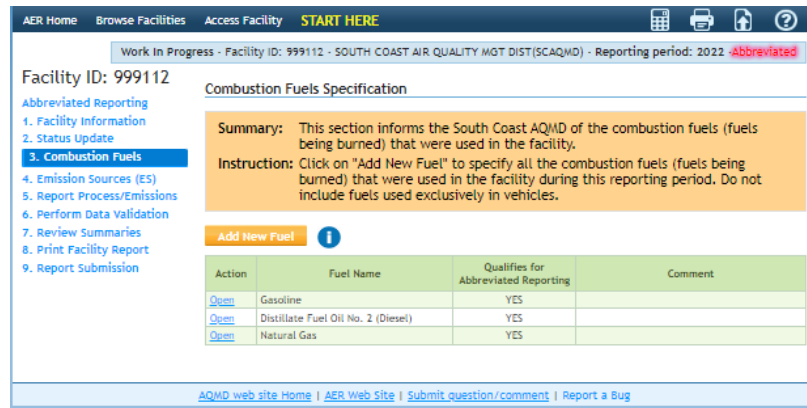 AER Home Browse Facilities Access Facility START HERE
Work In Progress - Facility ID: 999112 - SOUTH COAST AIR QUALITY MGT DIST(SCAQMD) - Reporting period: 2022 -Abbreviated
Facility ID: 999112
Abbreviated Reporting
1. Facility Information
2. Status Update
3. Combustion Fuels
4. Emission Sources (ES)
5. Report Process/Emissions
6. Perform Data Validation
7. Review Summaries
8. Print Facility Report
9. Report Submission
Combustion Fuels Specification
Summary: This section informs the South Coast AQMD of the combustion fuels (fuels
being burned) that were used in the facility.
Instruction: Click on "Add New Fuel" to specify all the combustion fuels (fuels being
burned) that were used in the facility during this reporting period. Do not
include fuels used exclusively in vehicles.
Add New Fuel i
Action Fuel Name Qualifies for Abbreviated Reporting Comment
Open Gasoline YES
Open Distillate Fuel Oil No. 2 (Diesel) YES
Open Natural Gas YES
AQMD web site Home | AER Web Site | Submit question/comment | Report a Bug